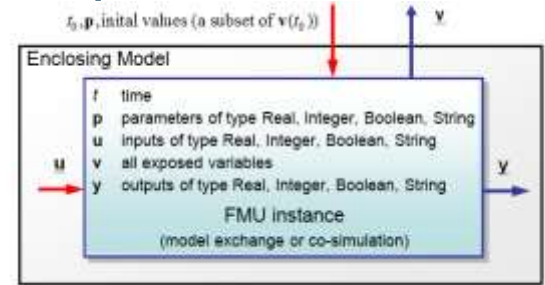 t₀,p,inital values (a subset of v(t₀))
v
Enclosing Model
t time
p parameters of type Real, Integer, Boolean, String
u inputs of type Real, Integer, Boolean, String
v all exposed variables
y outputs of type Real, Integer, Boolean, String
u
y
FMU instance
(model exchange or co-simulation)